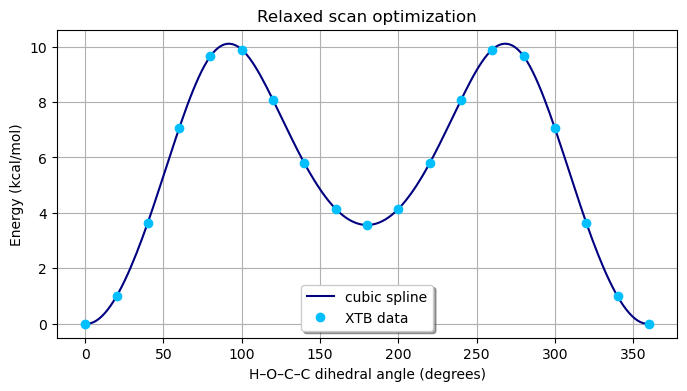 Relaxed scan optimization
Energy (kcal/mol)
10
8
6
4
2
0
cubic spline
XTB data
0 50 100 150 200 250 300 350
H–O–C–C dihedral angle (degrees)